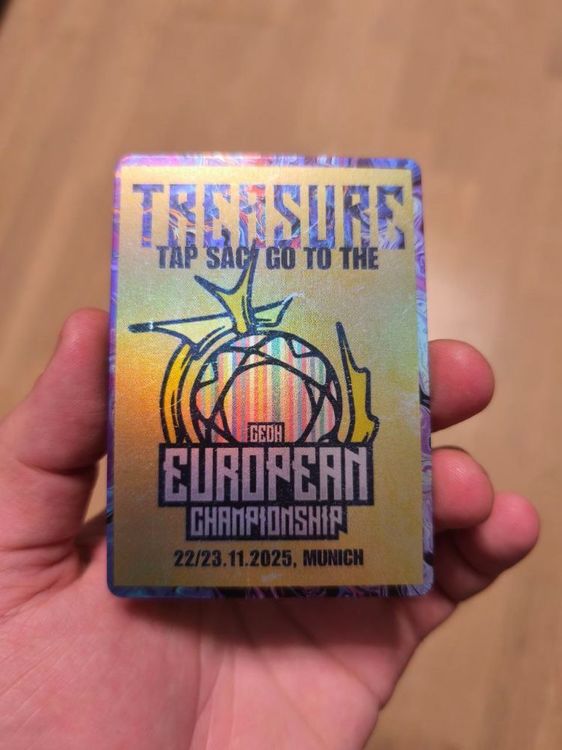 TREASURE
TAP SAC GO TO THE
CEDH
EUROPEAN
CHAMPIONSHIP
22/23.11.2025, MUNICH